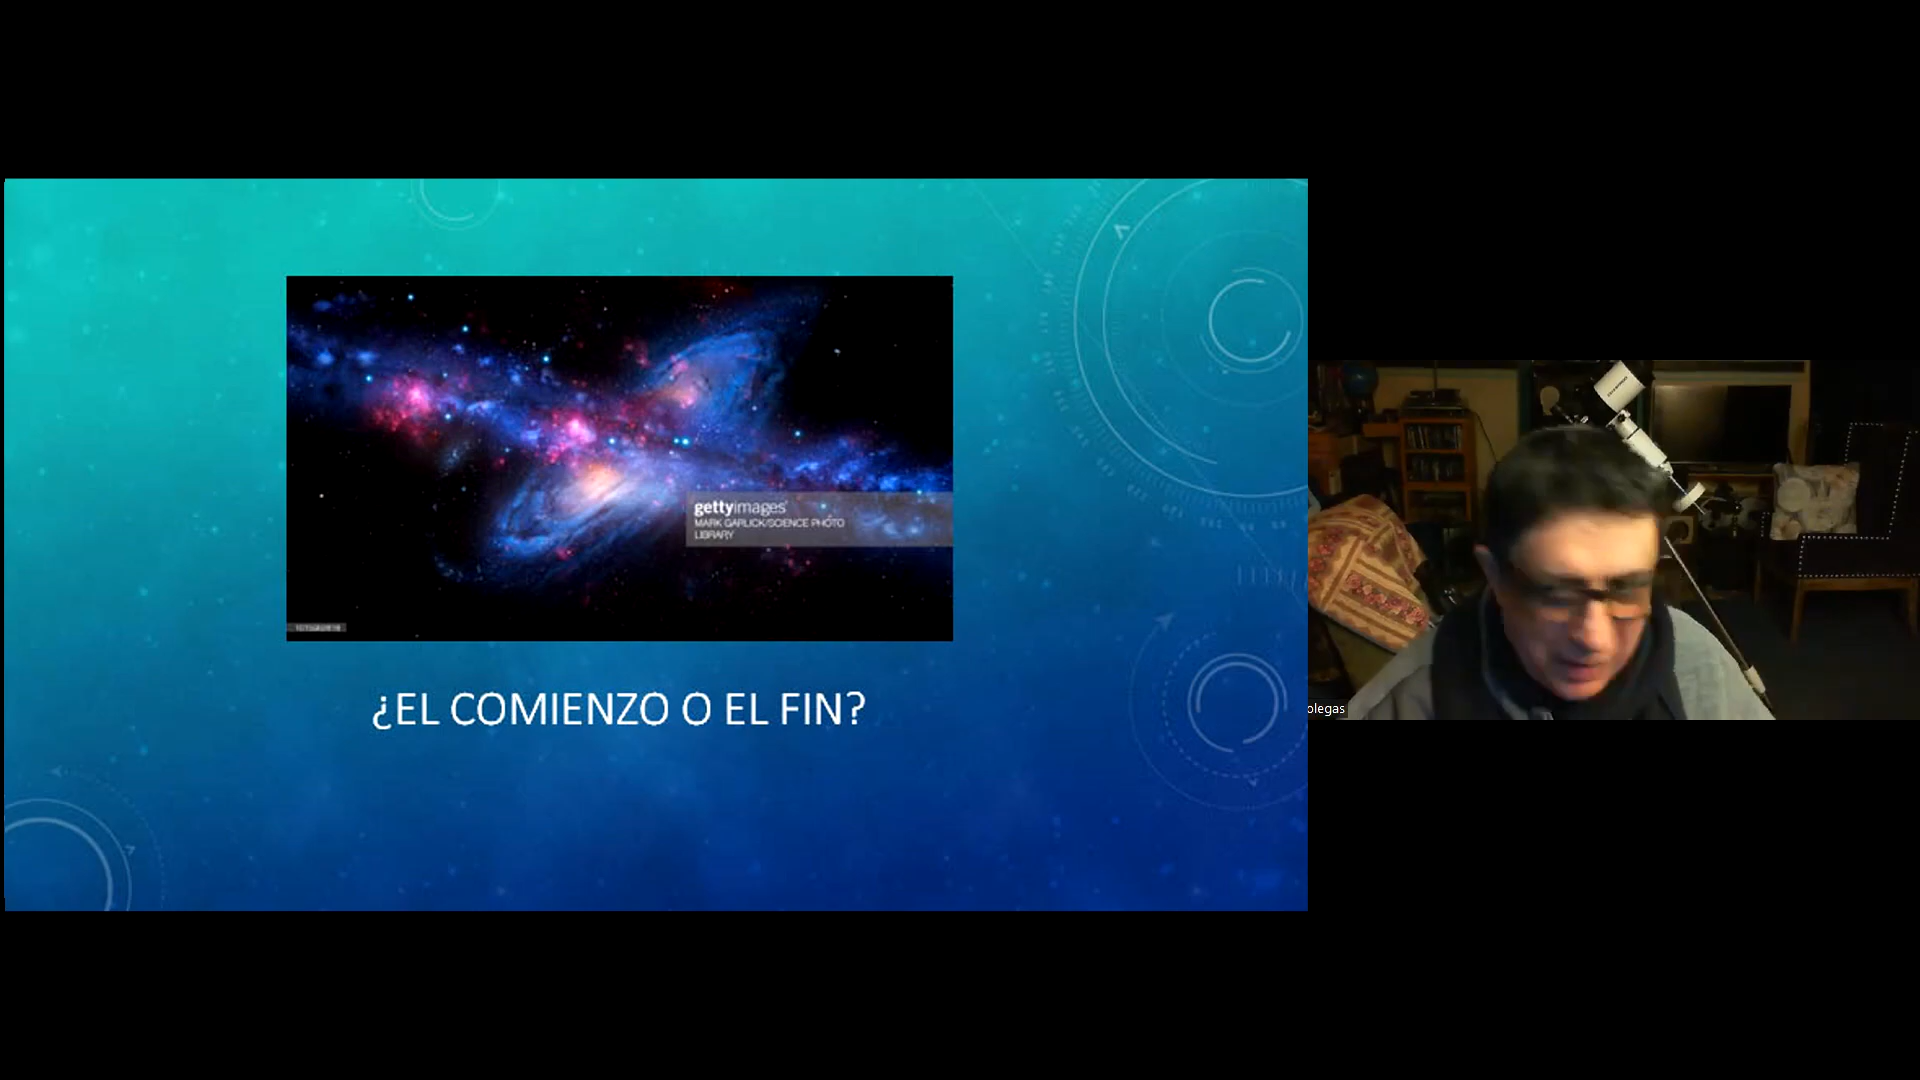 gettyimages®
MARK GARLICK/SCIENCE PHOTO
LIBRARY
¿EL COMIENZO O EL FIN?
olegas